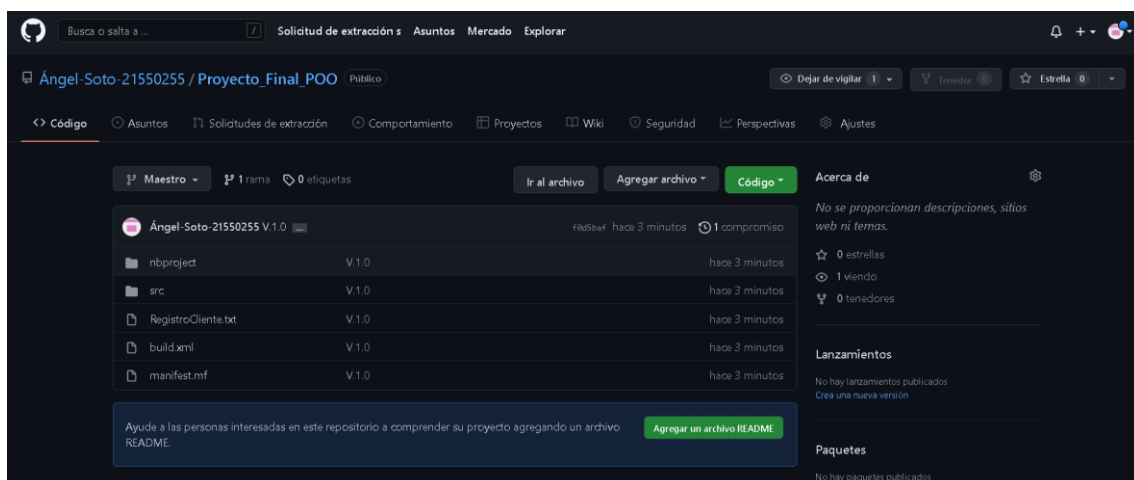 Busca o salta a ... / Solicitud de extracción s Asuntos Mercado Explorar
Ángel-Soto-21550255 / Proyecto_Final_POO Público Dejar de vigilar 1 Tenedor 0 Estrella 0
Código Asuntos Solicitudes de extracción Comportamiento Proyectos Wiki Seguridad Perspectivas Ajustes
Maestro 1 rama 0 etiquetas Ir al archivo Agregar archivo Código Acerca de
No se proporcionan descripciones, sitios
web ni temas.
Ángel-Soto-21550255 V.1.0 ... f0d5baf hace 3 minutos 1 compromiso
nbproject V.1.0 hace 3 minutos
src V.1.0 hace 3 minutos
RegistroCliente.txt V.1.0 hace 3 minutos
build.xml V.1.0 hace 3 minutos
manifest.mf V.1.0 hace 3 minutos
Ayude a las personas interesadas en este repositorio a comprender su proyecto agregando un archivo
README.
Agregar un archivo README
0 estrellas
1 viendo
0 tenedores
Lanzamientos
No hay lanzamientos publicados
Crea una nueva versión
Paquetes
No hay paquetes publicados